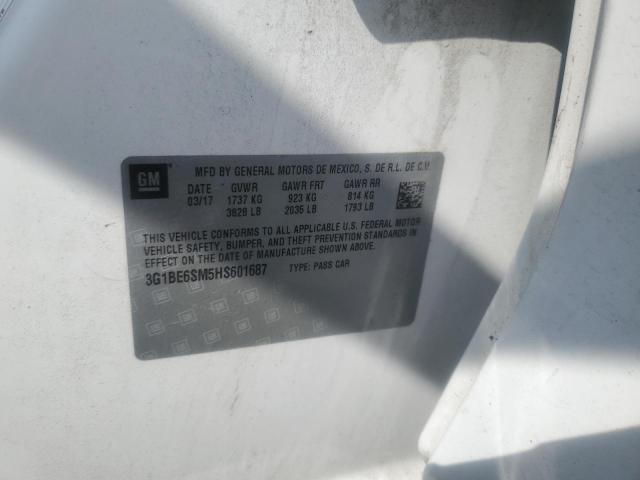 GM
MFD BY GENERAL MOTORS DE MEXICO, S. DE R.L. DE C.V.
DATE GVWR GAWR FRT GAWR RR
03/17 1737 KG 923 KG 814 KG
3828 LB 2035 LB 1793 LB
THIS VEHICLE CONFORMS TO ALL APPLICABLE U.S. FEDERAL MOTOR
VEHICLE SAFETY, BUMPER, AND THEFT PREVENTION STANDARDS IN
EFFECT ON THE DATE OF MANUFACTURE SHOWN ABOVE.
3G1BE6SM5HS601687 TYPE: PASS CAR